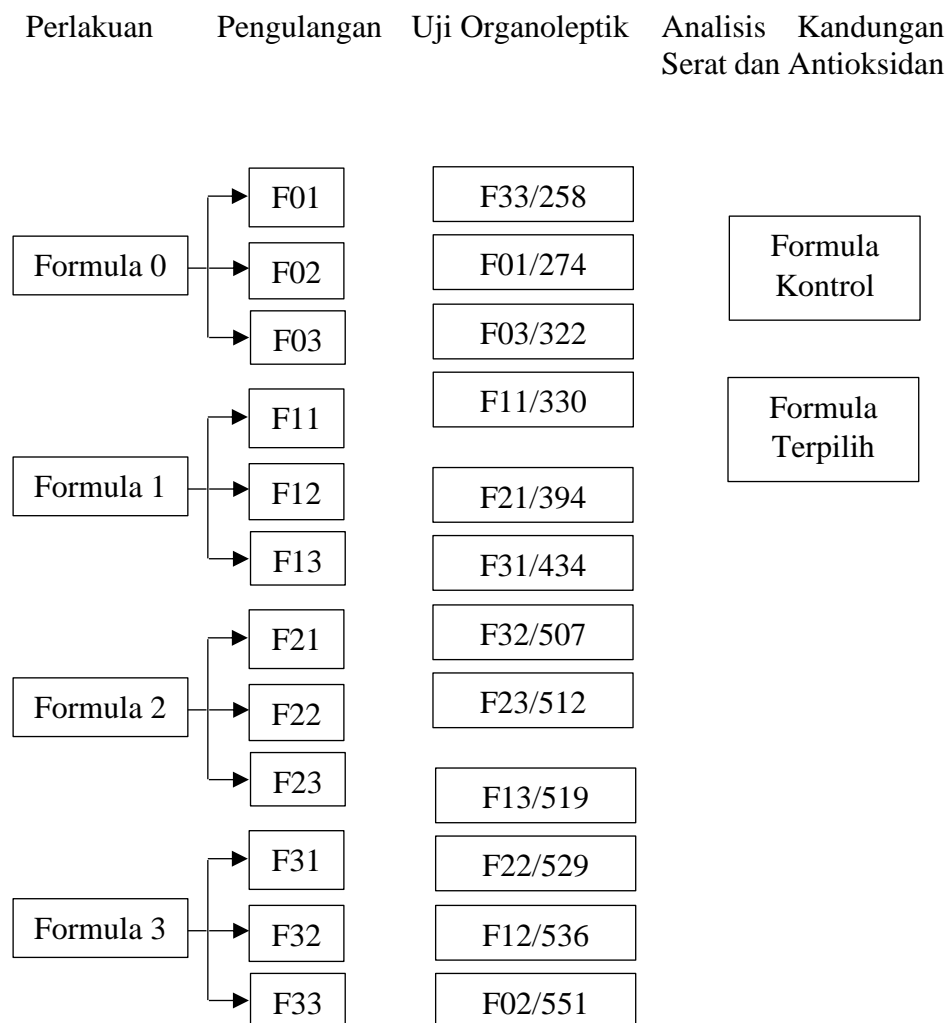 Perlakuan Pengulangan Uji Organoleptik Analisis Kandungan
Serat dan Antioksidan
Formula 0
F01
F02
F03
Formula 1
F11
F12
F13
Formula 2
F21
F22
F23
Formula 3
F31
F32
F33
F33/258
F01/274
F03/322
F11/330
F21/394
F31/434
F32/507
F23/512
F13/519
F22/529
F12/536
F02/551
Formula
Kontrol
Formula
Terpilih